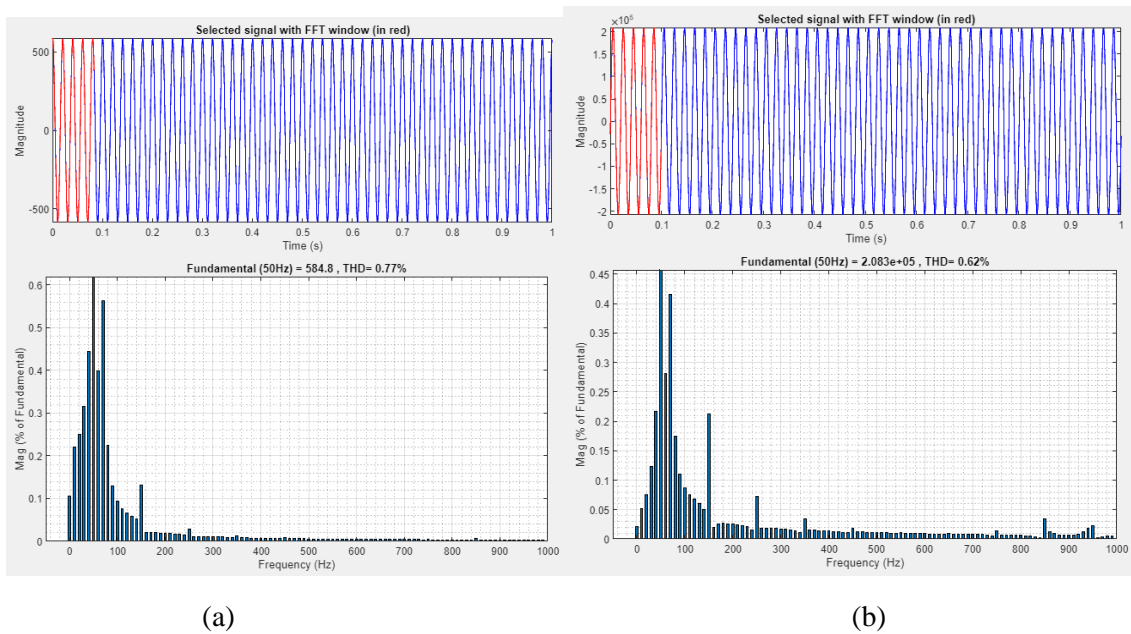 Selected signal with FFT window (in red)
500
0
-500
Magnitude
0 0.1 0.2 0.3 0.4 0.5 0.6 0.7 0.8 0.9 1
Time (s)
Fundamental (50Hz) = 584.8 , THD= 0.77%
0.6
0.5
0.4
0.3
0.2
0.1
0
Mag (% of Fundamental)
0 100 200 300 400 500 600 700 800 900 1000
Frequency (Hz)
(a)
Selected signal with FFT window (in red)
×10⁵
2
1.5
1
0.5
0
-0.5
-1
-1.5
-2
Magnitude
0 0.1 0.2 0.3 0.4 0.5 0.6 0.7 0.8 0.9 1
Time (s)
Fundamental (50Hz) = 2.083e+05 , THD= 0.62%
0.45
0.4
0.35
0.3
0.25
0.2
0.15
0.1
0.05
0
Mag (% of Fundamental)
0 100 200 300 400 500 600 700 800 900 1000
Frequency (Hz)
(b)